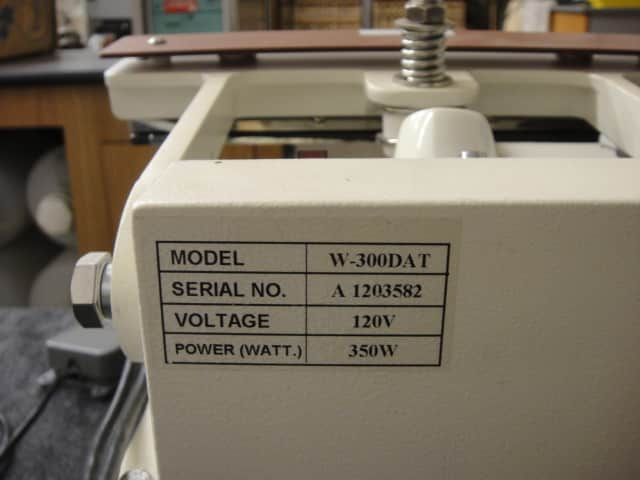 MODEL W-300DAT
SERIAL NO. A 1203582
VOLTAGE 120V
POWER (WATT.) 350W